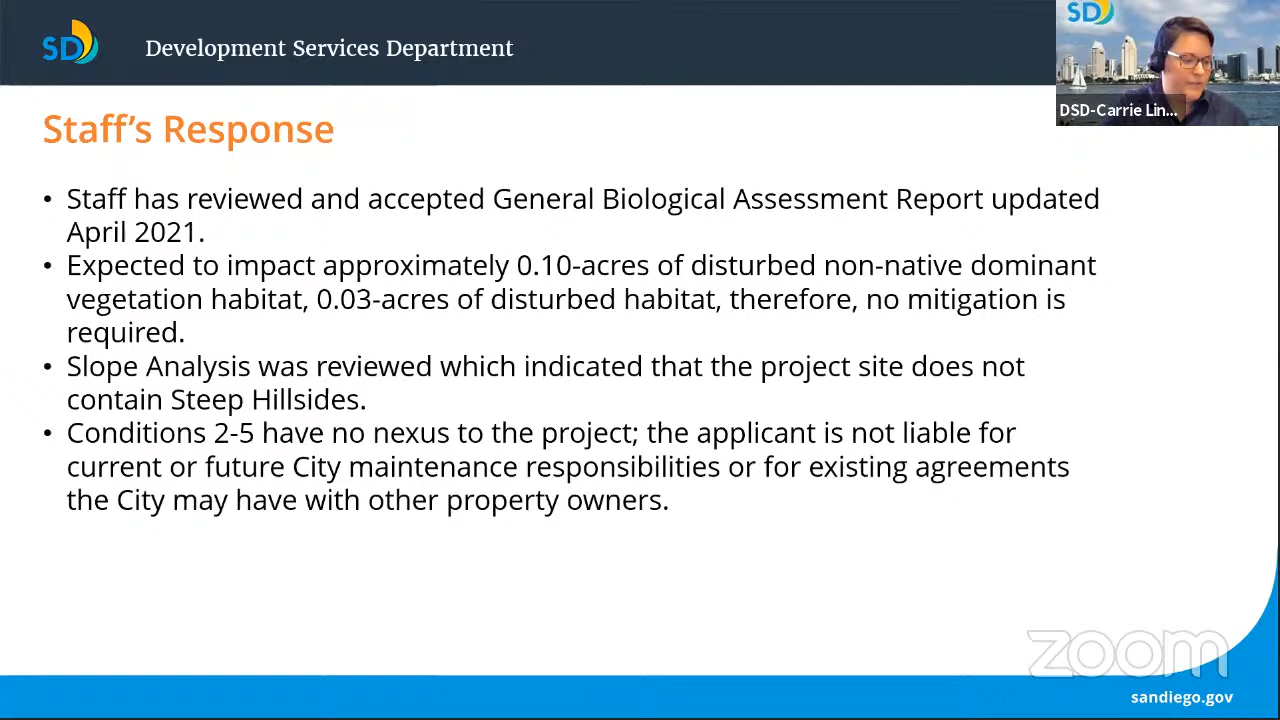 SD
Development Services Department
SD
DSD-Carrie Lin...
Staff's Response
• Staff has reviewed and accepted General Biological Assessment Report updated
April 2021.
• Expected to impact approximately 0.10-acres of disturbed non-native dominant
vegetation habitat, 0.03-acres of disturbed habitat, therefore, no mitigation is
required.
• Slope Analysis was reviewed which indicated that the project site does not
contain Steep Hillsides.
• Conditions 2-5 have no nexus to the project; the applicant is not liable for
current or future City maintenance responsibilities or for existing agreements
the City may have with other property owners.
zoom
sandiego.gov